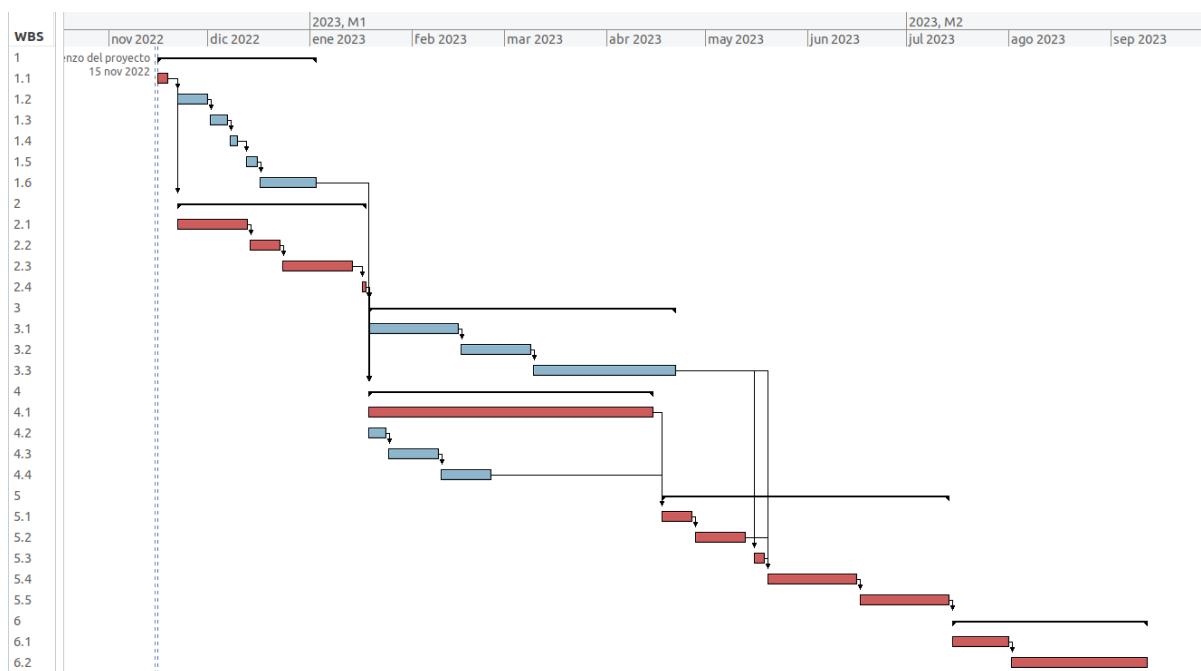 2023, M1
2023, M2
WBS
nov 2022
dic 2022
ene 2023
feb 2023
mar 2023
abr 2023
may 2023
jun 2023
jul 2023
ago 2023
sep 2023
1
enzo del proyecto
15 nov 2022
1.1
1.2
1.3
1.4
1.5
1.6
2
2.1
2.2
2.3
2.4
3
3.1
3.2
3.3
4
4.1
4.2
4.3
4.4
5
5.1
5.2
5.3
5.4
5.5
6
6.1
6.2